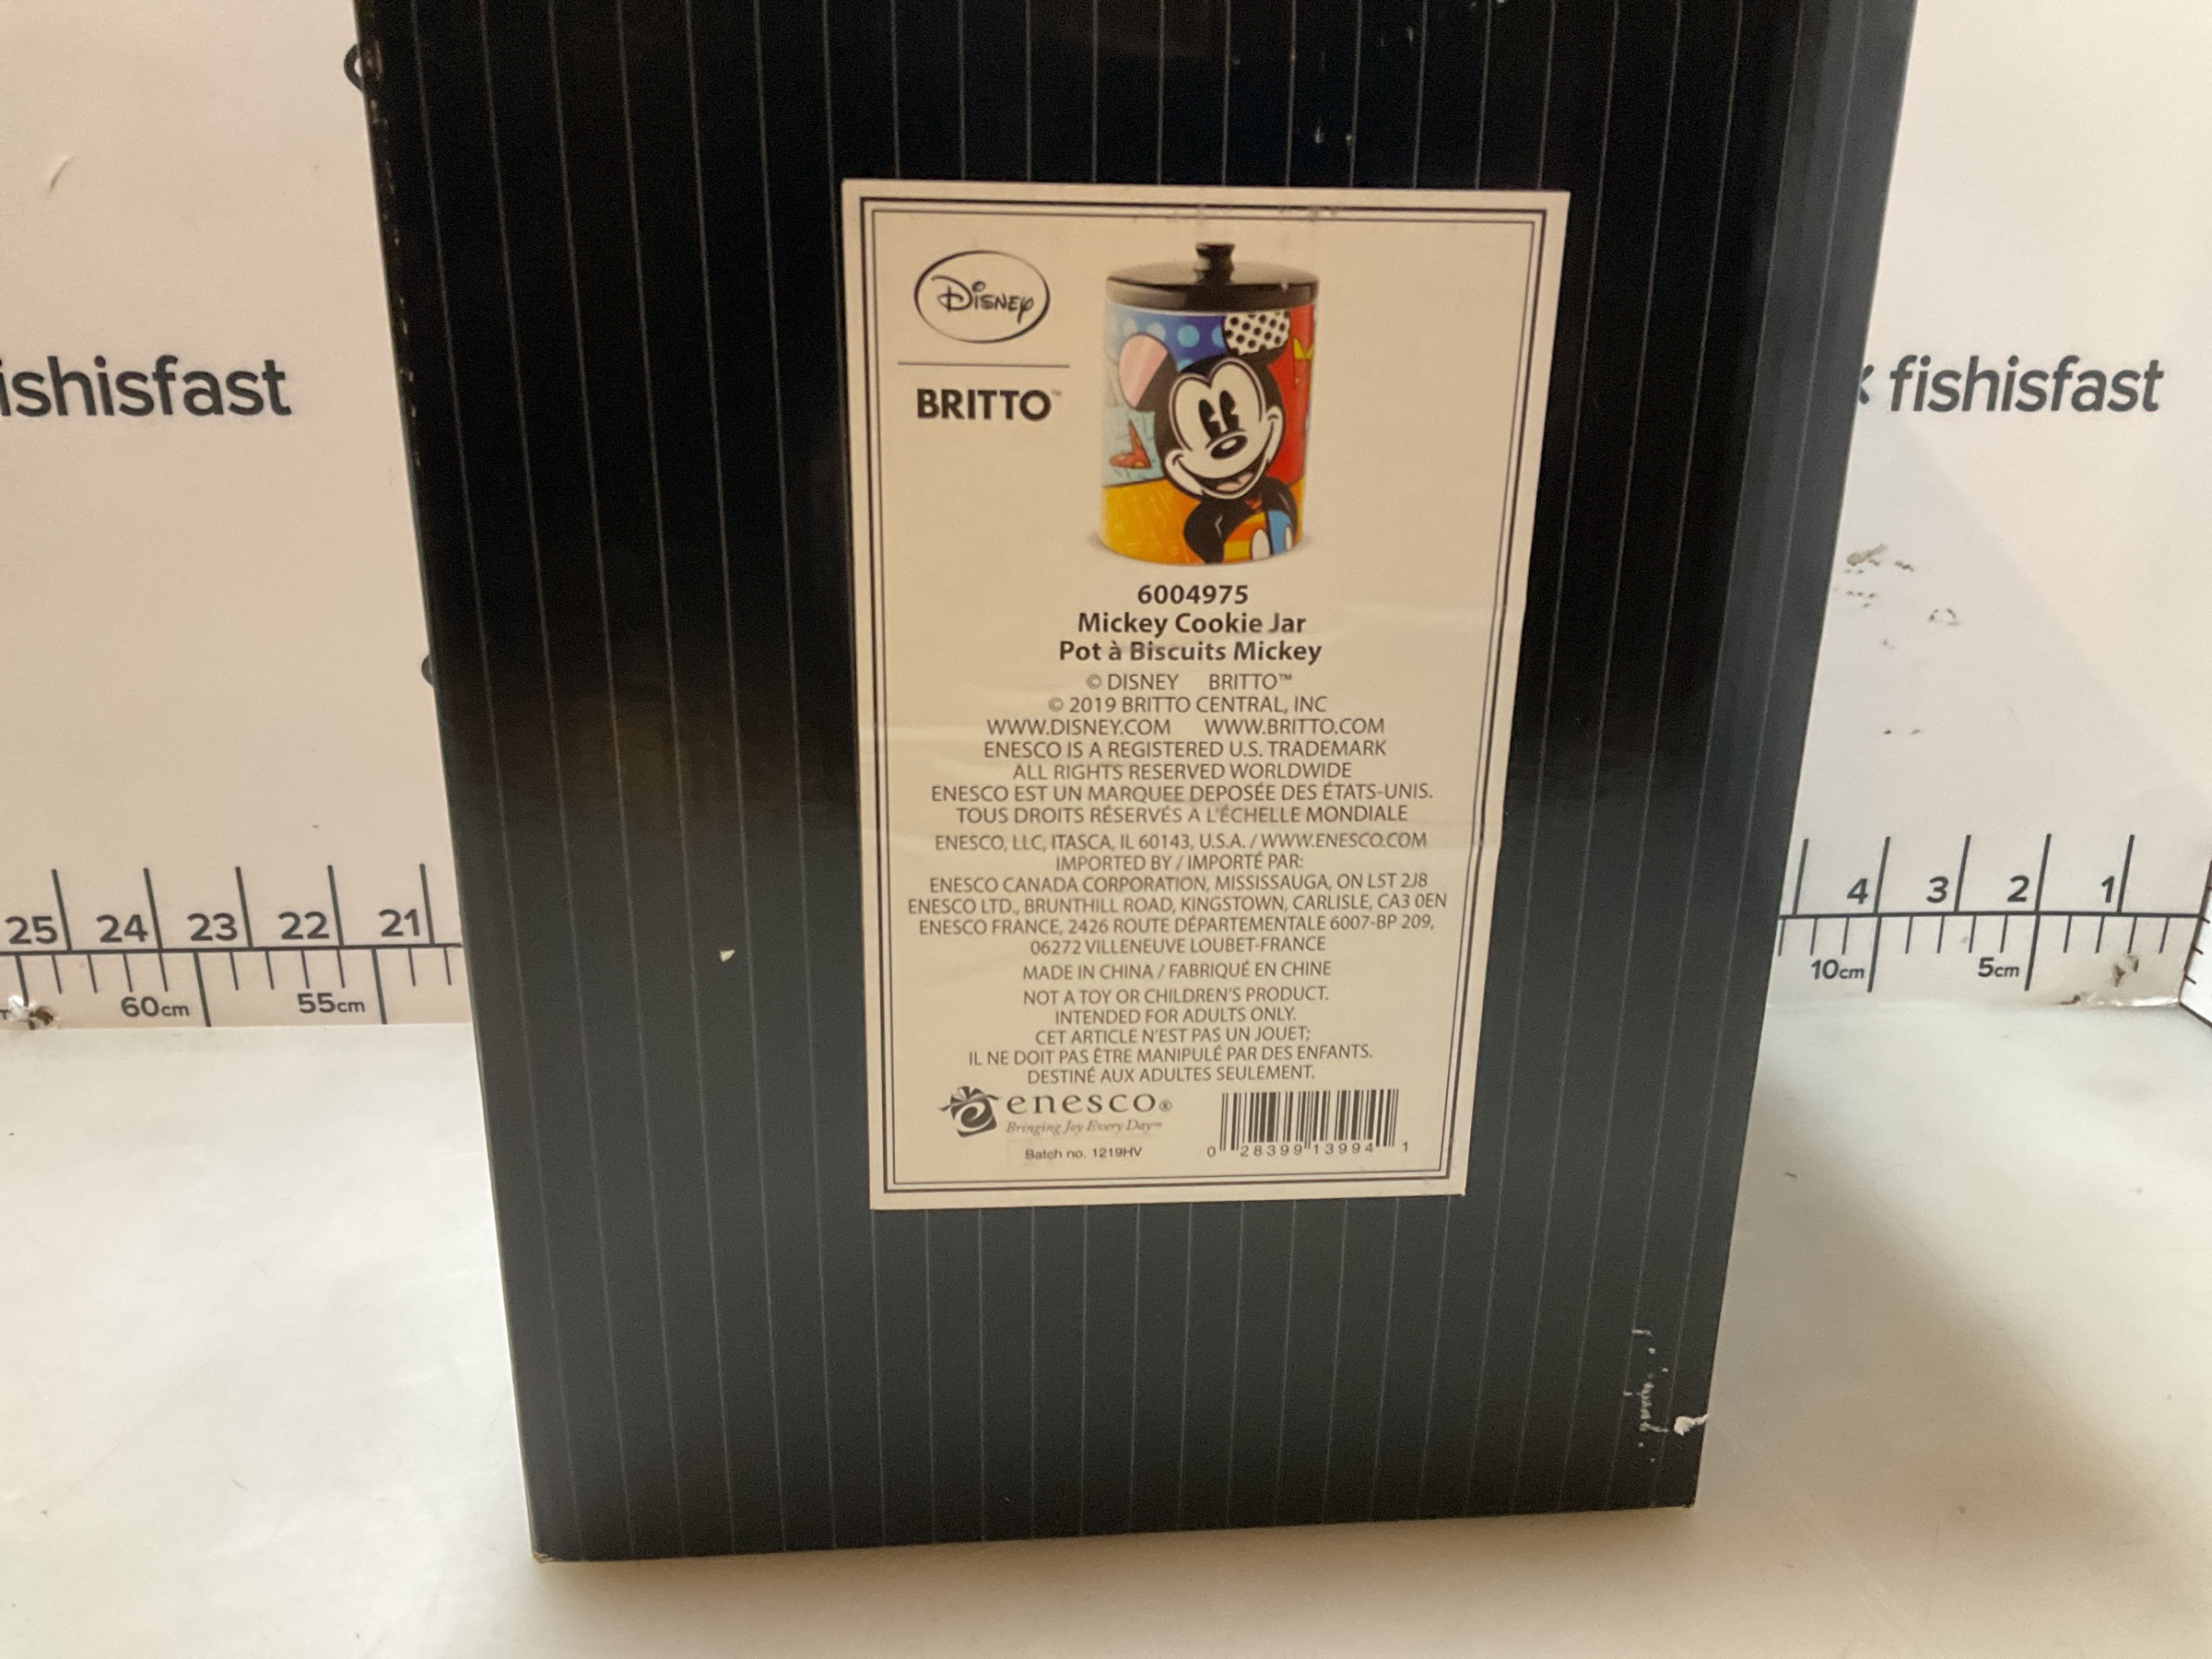 ishisfast
fishisfast
DISNEY
BRITTO™
6004975
Mickey Cookie Jar
Pot à Biscuits Mickey
© DISNEY BRITTO™
© 2019 BRITTO CENTRAL, INC
WWW.DISNEY.COM WWW.BRITTO.COM
ENESCO IS A REGISTERED U.S. TRADEMARK
ALL RIGHTS RESERVED WORLDWIDE
ENESCO EST UN MARQUEE DEPOSÉE DES ÉTATS-UNIS.
TOUS DROITS RÉSERVÉS A L'ÉCHELLE MONDIALE
ENESCO, LLC, ITASCA, IL 60143, U.S.A. / WWW.ENESCO.COM
IMPORTED BY / IMPORTÉ PAR:
ENESCO CANADA CORPORATION, MISSISSAUGA, ON L5T 2J8
ENESCO LTD., BRUNTHILL ROAD, KINGSTOWN, CARLISLE, CA3 0EN
ENESCO FRANCE, 2426 ROUTE DÉPARTEMENTALE 6007-BP 209,
06272 VILLENEUVE LOUBET-FRANCE
MADE IN CHINA / FABRIQUÉ EN CHINE
NOT A TOY OR CHILDREN'S PRODUCT.
INTENDED FOR ADULTS ONLY.
CET ARTICLE N'EST PAS UN JOUET;
IL NE DOIT PAS ÊTRE MANIPULÉ PAR DES ENFANTS.
DESTINÉ AUX ADULTES SEULEMENT.
enesco®
Bringing Joy Every Day™
Batch no. 1219HV
0 28399 13994 1
25 24 23 22 21
60cm 55cm
4 3 2 1
10cm 5cm